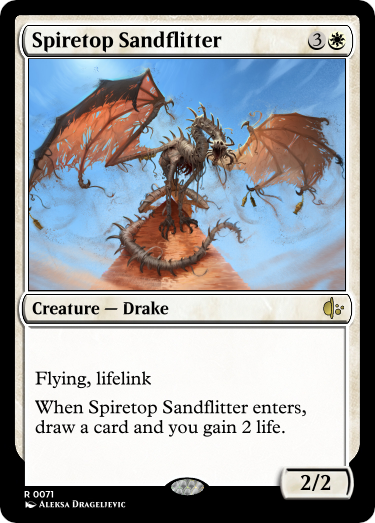 Spiretop Sandflitter 3
Creature — Drake
Flying, lifelink
When Spiretop Sandflitter enters,
draw a card and you gain 2 life.
2/2
R 0071
Aleksa Drageljevic